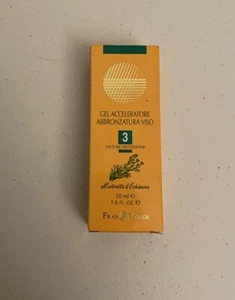 GEL ACCELERATORE
ABBRONZATURA VISO
3
FATTORE PROTEZIONE
all'estratto d'Echinacea
50 ml e
1.6 FL. OZ e